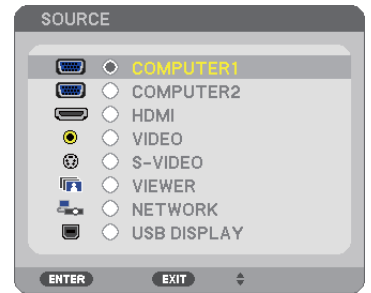 SOURCE
COMPUTER1
COMPUTER2
HDMI
VIDEO
S-VIDEO
VIEWER
NETWORK
USB DISPLAY
ENTER EXIT